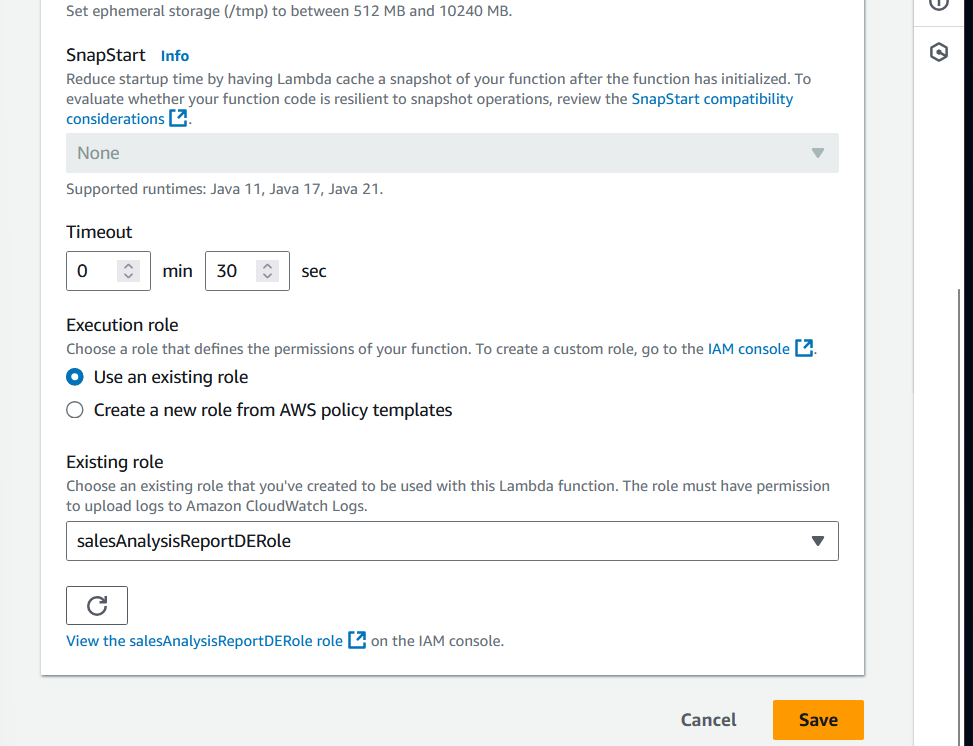 Set ephemeral storage (/tmp) to between 512 MB and 10240 MB.
SnapStart Info
Reduce startup time by having Lambda cache a snapshot of your function after the function has initialized. To
evaluate whether your function code is resilient to snapshot operations, review the SnapStart compatibility
considerations.
None
Supported runtimes: Java 11, Java 17, Java 21.
Timeout
0 min 30 sec
Execution role
Choose a role that defines the permissions of your function. To create a custom role, go to the IAM console.
Use an existing role
Create a new role from AWS policy templates
Existing role
Choose an existing role that you've created to be used with this Lambda function. The role must have permission
to upload logs to Amazon CloudWatch Logs.
salesAnalysisReportDERole
View the salesAnalysisReportDERole role on the IAM console.
Cancel Save